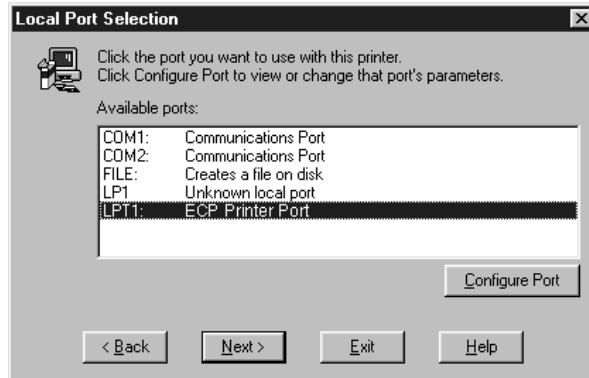 Local Port Selection
Click the port you want to use with this printer.
Click Configure Port to view or change that port's parameters.
Available ports:
COM1: Communications Port
COM2: Communications Port
FILE: Creates a file on disk
LP1 Unknown local port
LPT1: ECP Printer Port
Configure Port
< Back Next > Exit Help